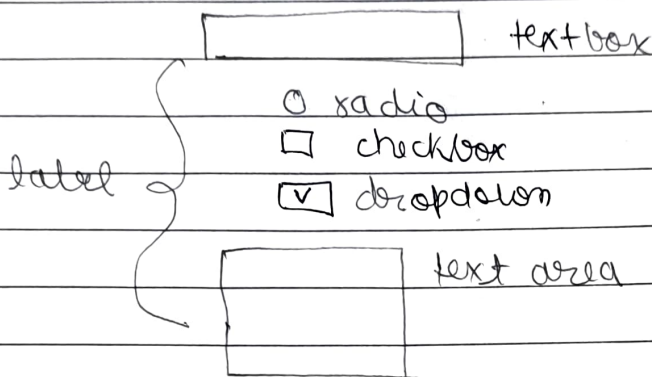 textbox
radio
checkbox
label
v dropdown
text area